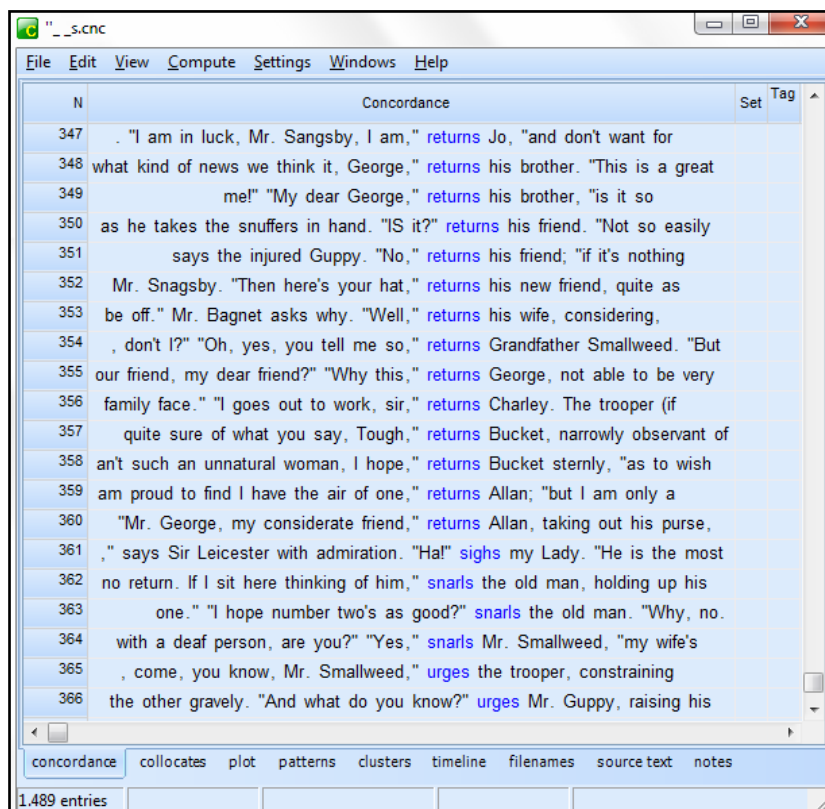 "_ _s.cnc
File Edit View Compute Settings Windows Help
N Concordance Set Tag
347 . "I am in luck, Mr. Sangsby, I am," returns Jo, "and don't want for
348 what kind of news we think it, George," returns his brother. "This is a great
349 me!" "My dear George," returns his brother, "is it so
350 as he takes the snuffers in hand. "IS it?" returns his friend. "Not so easily
351 says the injured Guppy. "No," returns his friend; "if it's nothing
352 Mr. Snagsby. "Then here's your hat," returns his new friend, quite as
353 be off." Mr. Bagnet asks why. "Well," returns his wife, considering,
354 , don't I?" "Oh, yes, you tell me so," returns Grandfather Smallweed. "But
355 our friend, my dear friend?" "Why this," returns George, not able to be very
356 family face." "I goes out to work, sir," returns Charley. The trooper (if
357 quite sure of what you say, Tough," returns Bucket, narrowly observant of
358 an't such an unnatural woman, I hope," returns Bucket sternly, "as to wish
359 am proud to find I have the air of one," returns Allan; "but I am only a
360 "Mr. George, my considerate friend," returns Allan, taking out his purse,
361 ," says Sir Leicester with admiration. "Ha!" sighs my Lady. "He is the most
362 no return. If I sit here thinking of him," snarls the old man, holding up his
363 one." "I hope number two's as good?" snarls the old man. "Why, no.
364 with a deaf person, are you?" "Yes," snarls Mr. Smallweed, "my wife's
365 , come, you know, Mr. Smallweed," urges the trooper, constraining
366 the other gravely. "And what do you know?" urges Mr. Guppy, raising his
concordance collocates plot patterns clusters timeline filenames source text notes
1.489 entries